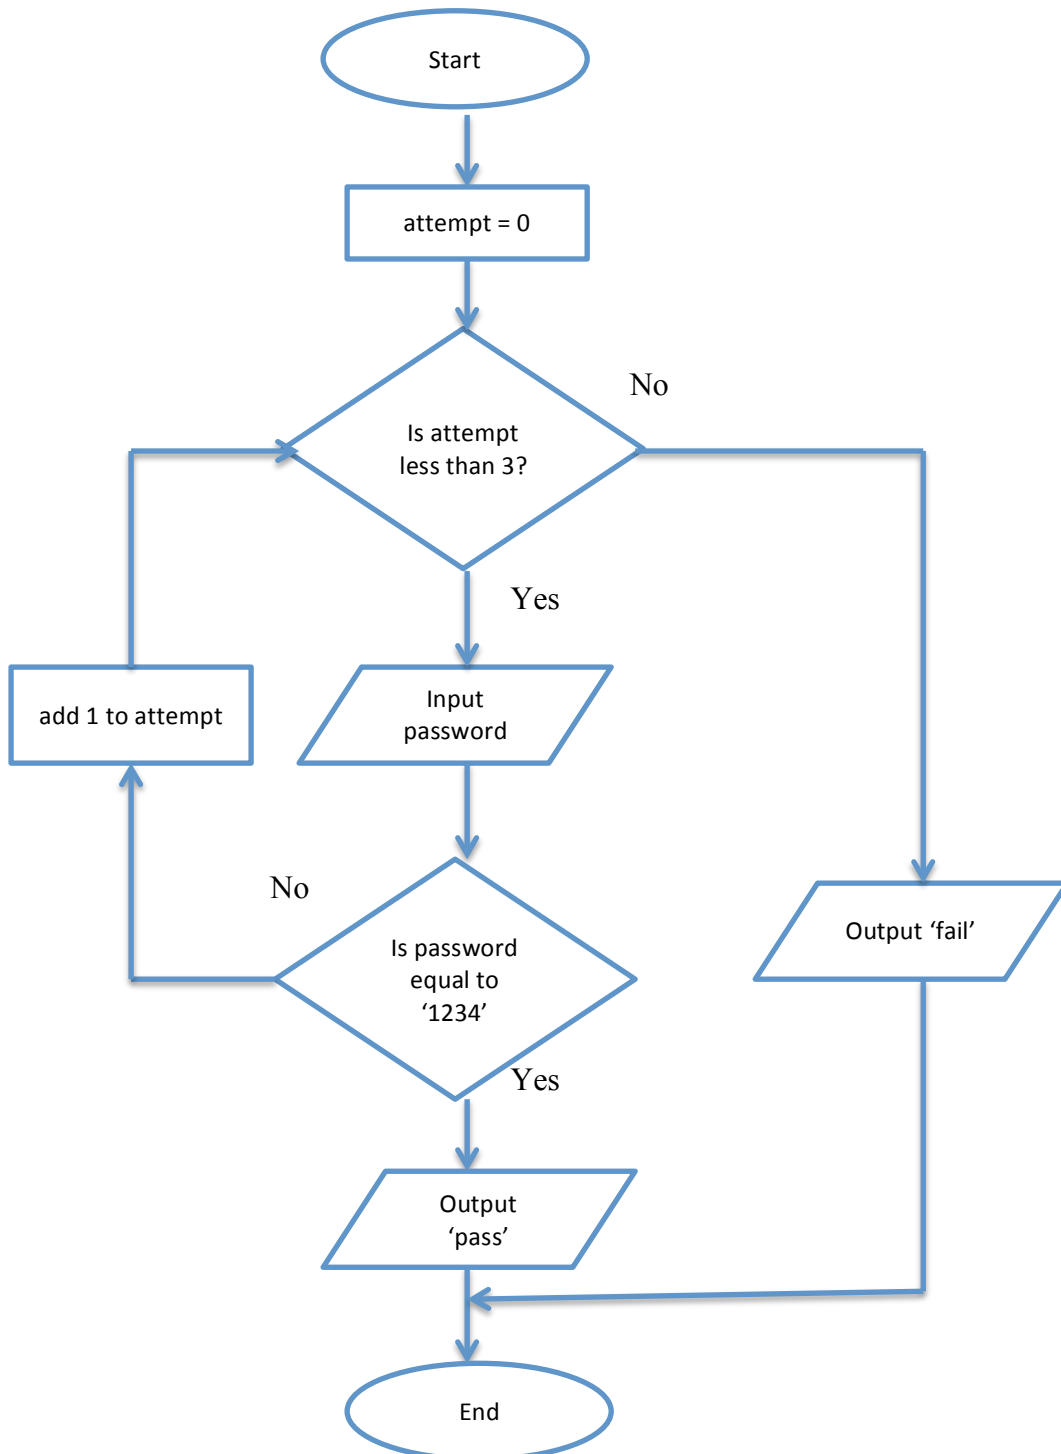 Start
attempt = 0
No
Is attempt
less than 3?
Yes
add 1 to attempt
Input
password
No
Is password
equal to
‘1234’
Output ‘fail’
Yes
Output
‘pass’
End